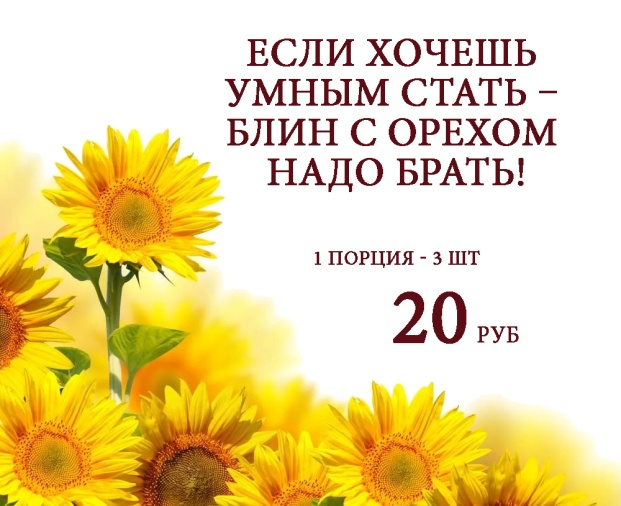 ЕСЛИ ХОЧЕШЬ
УМНЫМ СТАТЬ –
БЛИН С ОРЕХОМ
НАДО БРАТЬ!
1 ПОРЦИЯ - 3 ШТ
20 РУБ